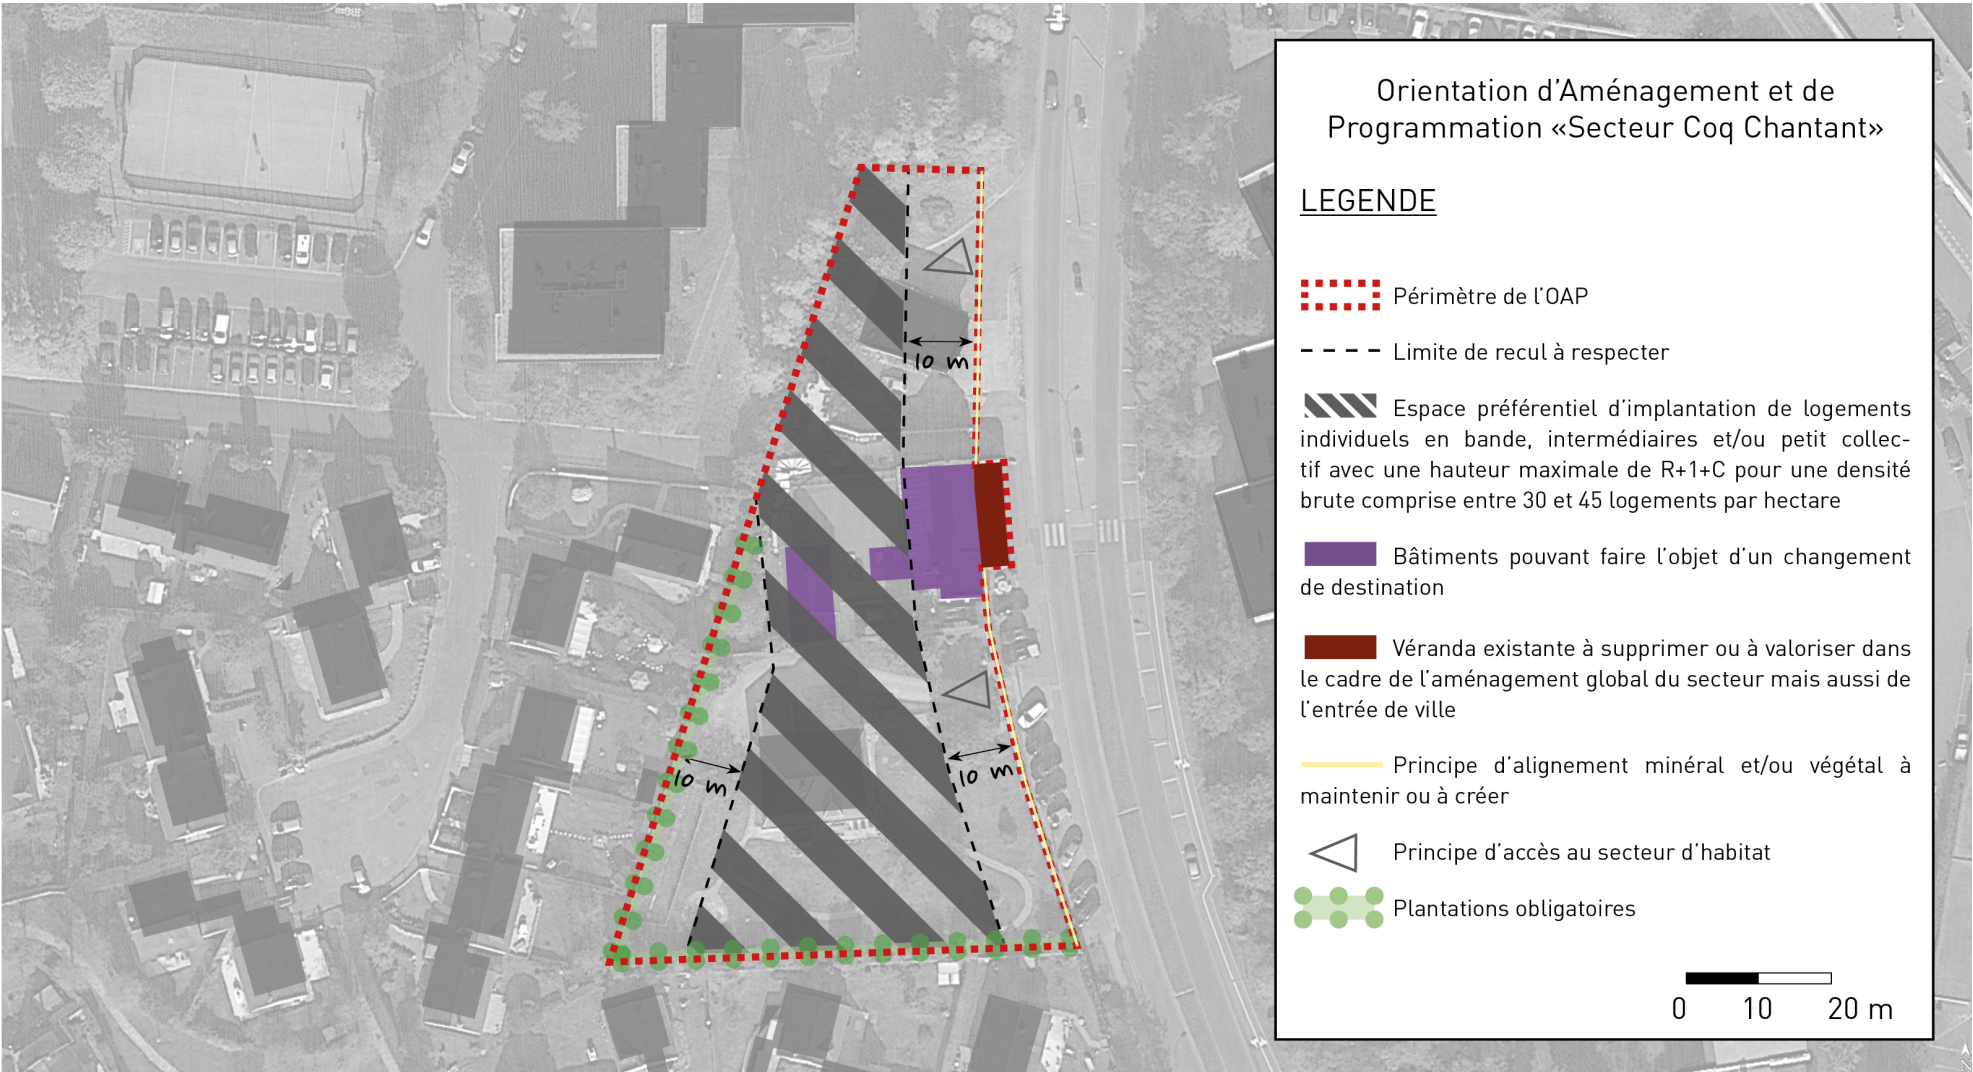 Orientation d'Aménagement et de
Programmation «Secteur Coq Chantant»
LEGENDE
Périmètre de l'OAP
Limite de recul à respecter
Espace préférentiel d'implantation de logements
individuels en bande, intermédiaires et/ou petit collec-
tif avec une hauteur maximale de R+1+C pour une densité
brute comprise entre 30 et 45 logements par hectare
Bâtiments pouvant faire l'objet d'un changement
de destination
Véranda existante à supprimer ou à valoriser dans
le cadre de l'aménagement global du secteur mais aussi de
l'entrée de ville
Principe d'alignement minéral et/ou végétal à
maintenir ou à créer
Principe d'accès au secteur d'habitat
Plantations obligatoires
0 10 20 m
10 m
10 m
10 m
N